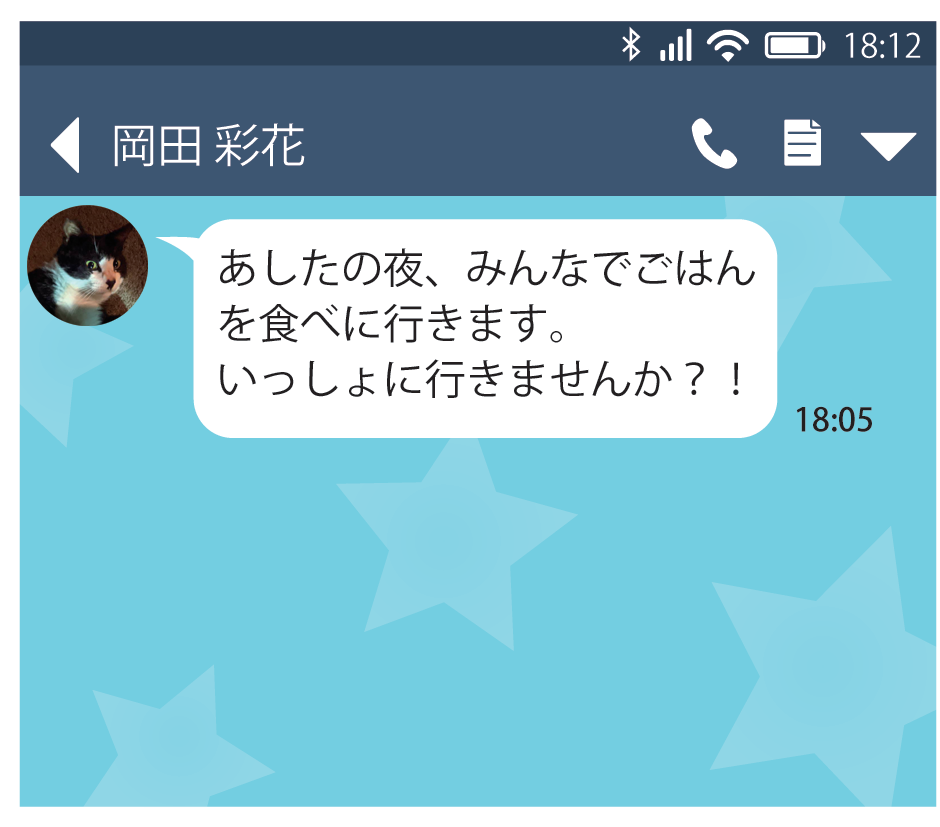 18:12
岡田 彩花
あしたの夜、みんなでごはん
を食べに行きます。
いっしょに行きませんか？！
18:05